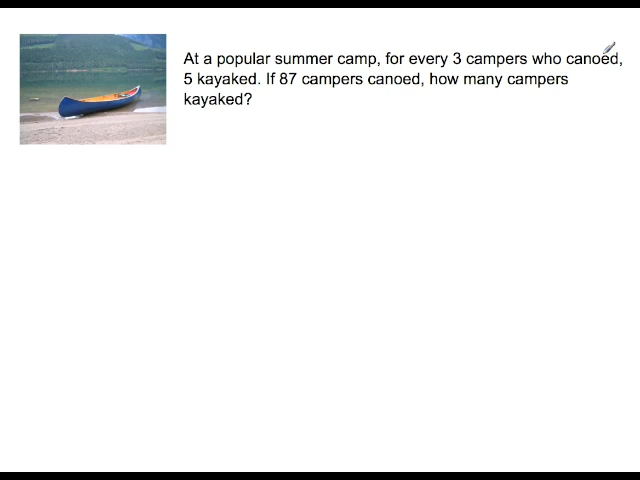 At a popular summer camp, for every 3 campers who canoed,
5 kayaked. If 87 campers canoed, how many campers
kayaked?